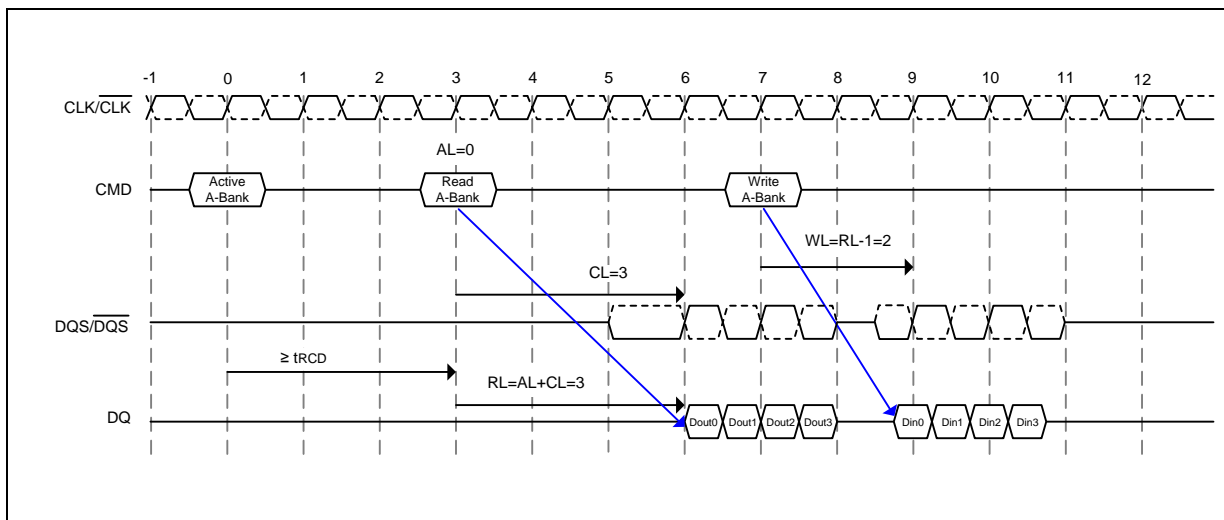 -1 0 1 2 3 4 5 6 7 8 9 10 11 12
CLK/CLK
AL=0
CMD
Active
A-Bank
Read
A-Bank
Write
A-Bank
WL=RL-1=2
CL=3
DQS/DQS
≥ tRCD
RL=AL+CL=3
DQ
Dout0 Dout1 Dout2 Dout3 Din0 Din1 Din2 Din3